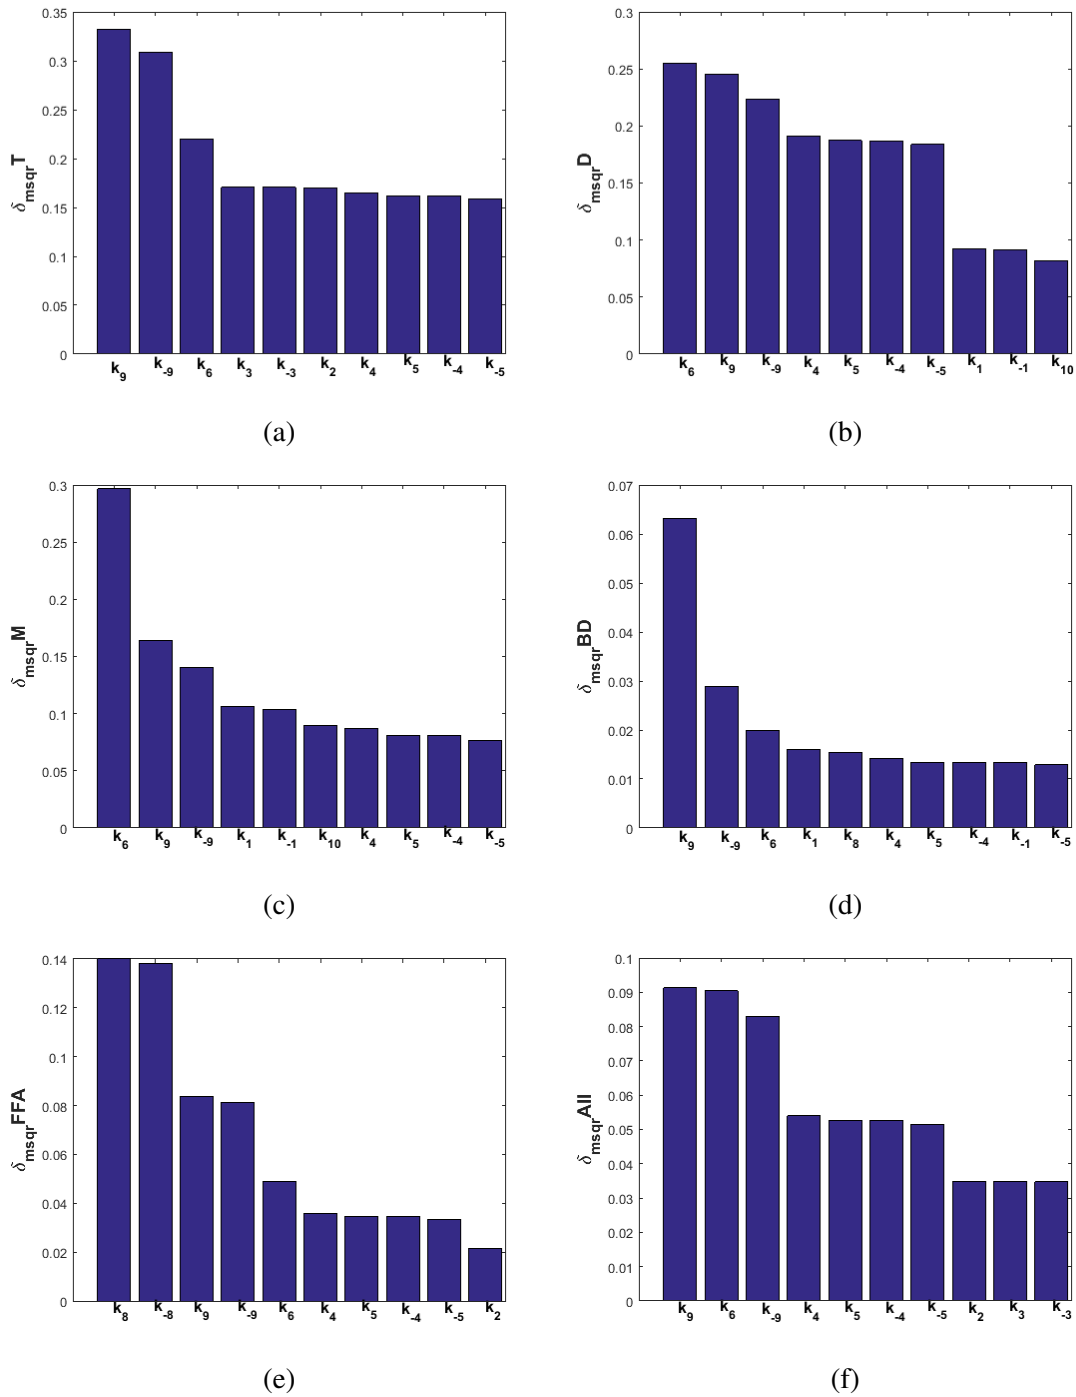 0.35
0.3
0.25
0.2
0.15
0.1
0.05
0
δmsqrT
k9 k-9 k6 k3 k-3 k2 k4 k5 k-4 k-5
(a)
0.3
0.25
0.2
0.15
0.1
0.05
0
δmsqrD
k6 k9 k-9 k4 k5 k-4 k-5 k1 k-1 k10
(b)
0.3
0.25
0.2
0.15
0.1
0.05
0
δmsqrM
k6 k9 k-9 k1 k-1 k10 k4 k5 k-4 k-5
(c)
0.07
0.06
0.05
0.04
0.03
0.02
0.01
0
δmsqrBD
k9 k-9 k6 k1 k8 k4 k5 k-4 k-1 k-5
(d)
0.14
0.12
0.1
0.08
0.06
0.04
0.02
0
δmsqrFFA
k8 k-8 k9 k-9 k6 k4 k5 k-4 k-5 k2
(e)
0.1
0.09
0.08
0.07
0.06
0.05
0.04
0.03
0.02
0.01
0
δmsqrAll
k9 k6 k-9 k4 k5 k-4 k-5 k2 k3 k-3
(f)